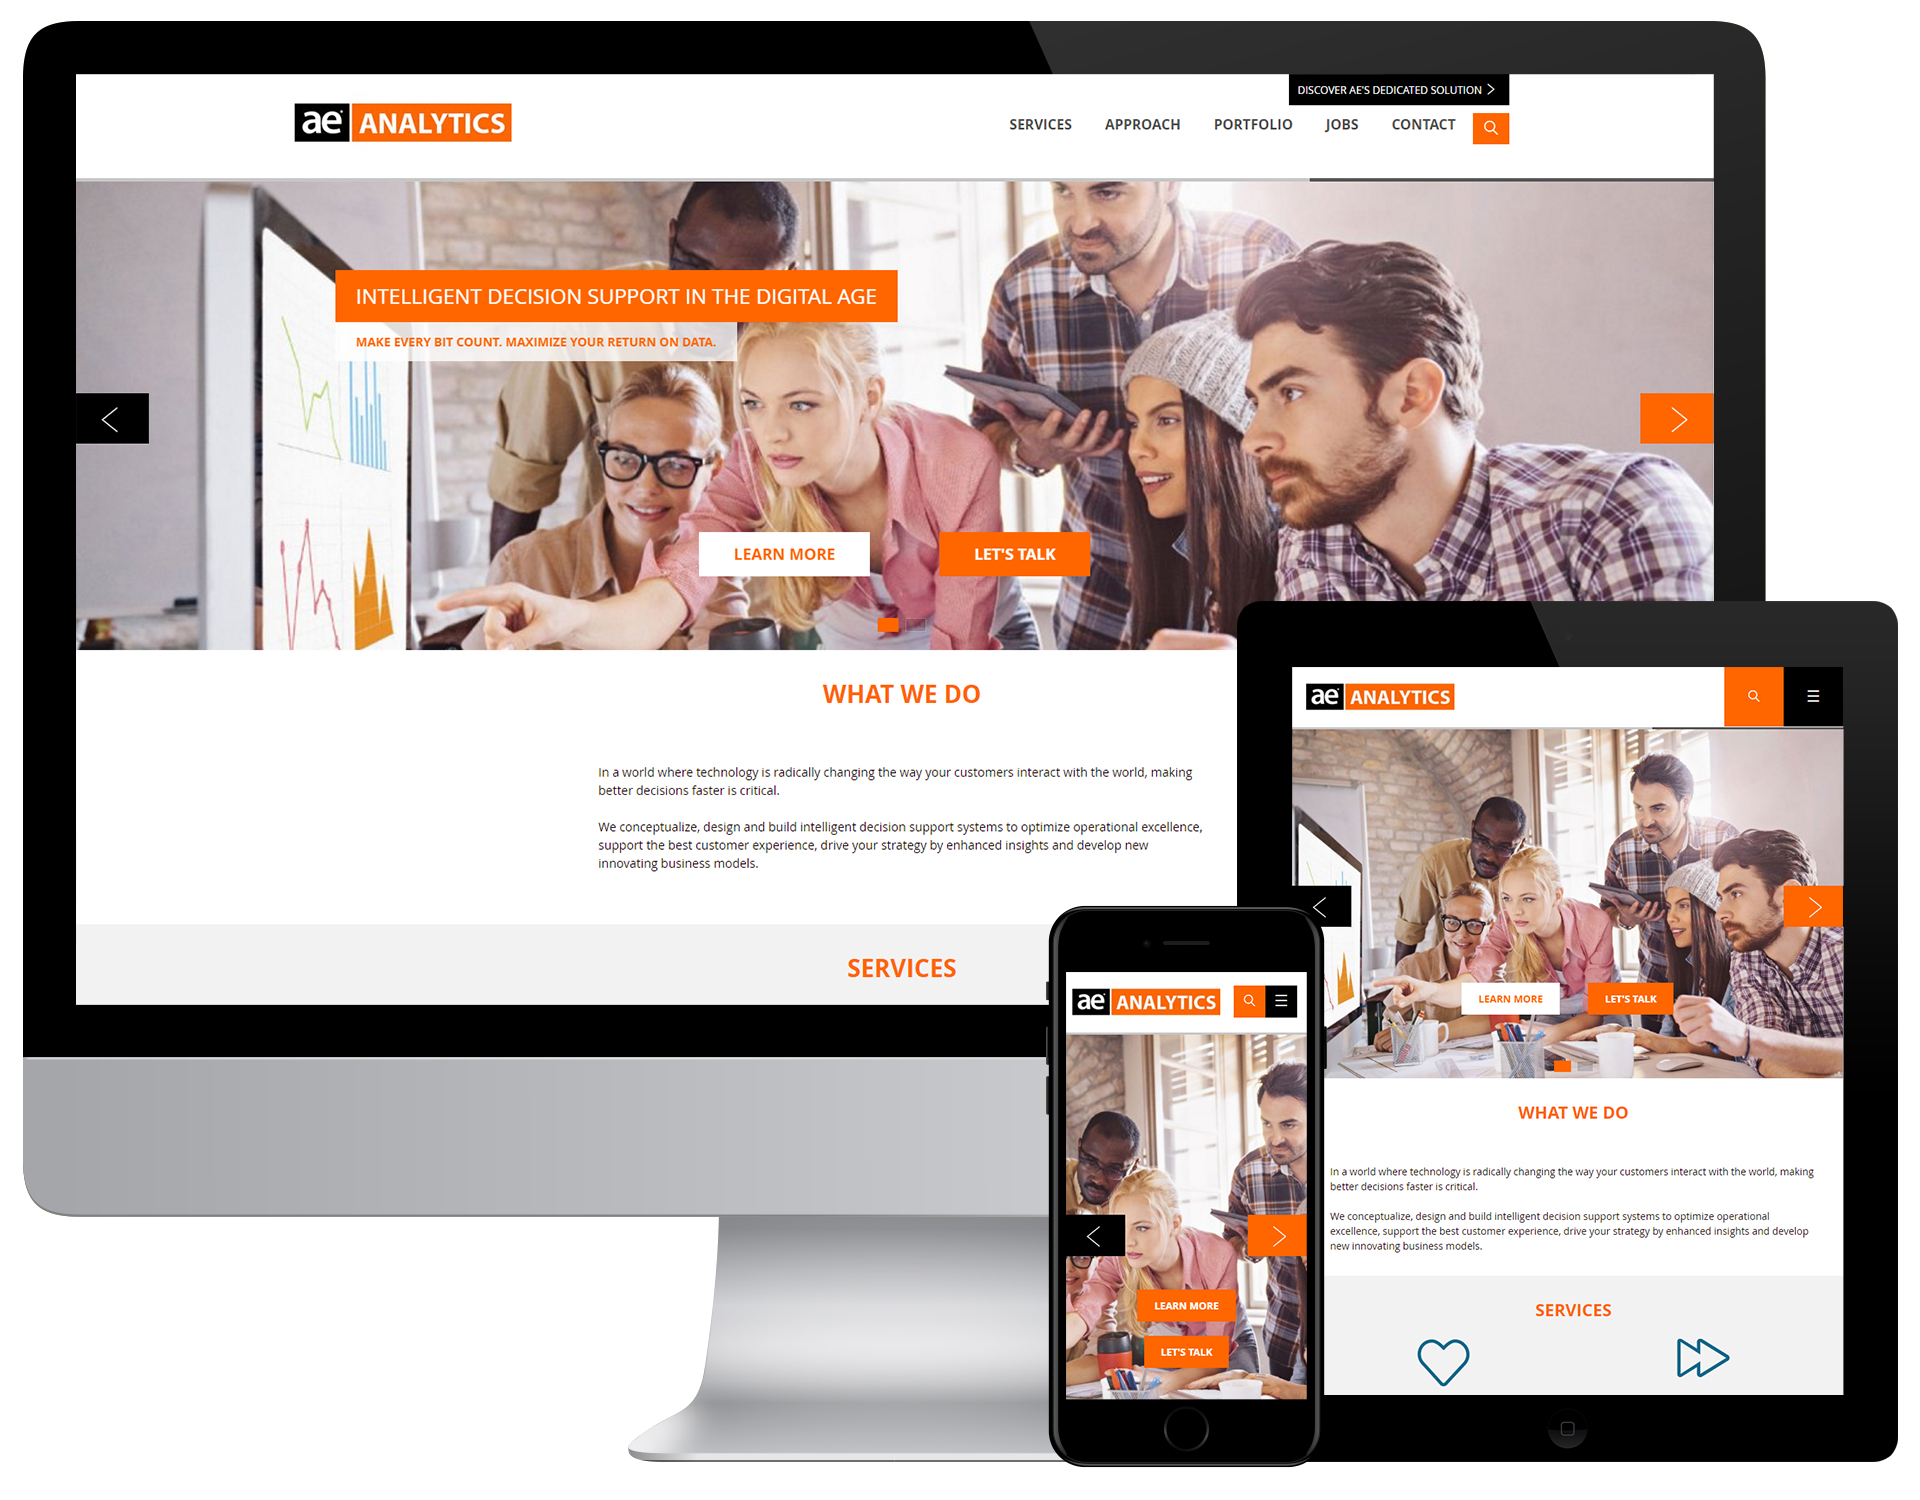 DISCOVER AE'S DEDICATED SOLUTION
ae ANALYTICS
SERVICES APPROACH PORTFOLIO JOBS CONTACT
INTELLIGENT DECISION SUPPORT IN THE DIGITAL AGE
MAKE EVERY BIT COUNT. MAXIMIZE YOUR RETURN ON DATA.
LEARN MORE LET'S TALK
WHAT WE DO
In a world where technology is radically changing the way your customers interact with the world, making
better decisions faster is critical.
We conceptualize, design and build intelligent decision support systems to optimize operational excellence,
support the best customer experience, drive your strategy by enhanced insights and develop new
innovating business models.
SERVICES
ae ANALYTICS
LEARN MORE LET'S TALK
WHAT WE DO
In a world where technology is radically changing the way your customers interact with the world, making
better decisions faster is critical.
We conceptualize, design and build intelligent decision support systems to optimize operational
excellence, support the best customer experience, drive your strategy by enhanced insights and develop
new innovating business models.
SERVICES
ae ANALYTICS
LEARN MORE
LET'S TALK